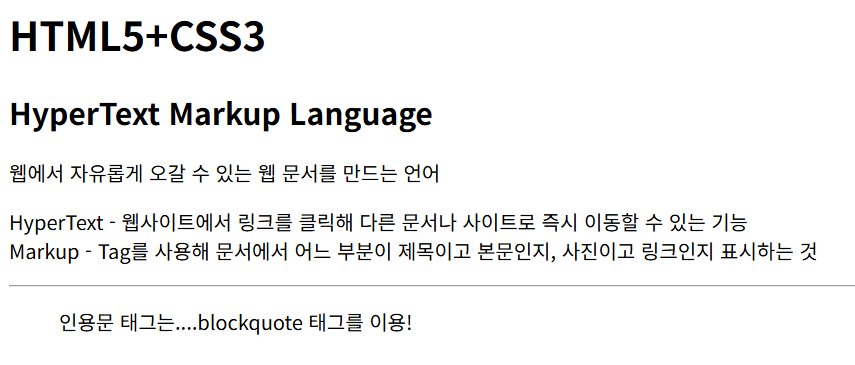 HTML5+CSS3
HyperText Markup Language
웹에서 자유롭게 오갈 수 있는 웹 문서를 만드는 언어
HyperText - 웹사이트에서 링크를 클릭해 다른 문서나 사이트로 즉시 이동할 수 있는 기능
Markup - Tag를 사용해 문서에서 어느 부분이 제목이고 본문인지, 사진이고 링크인지 표시하는 것
인용문 태그는....blockquote 태그를 이용!